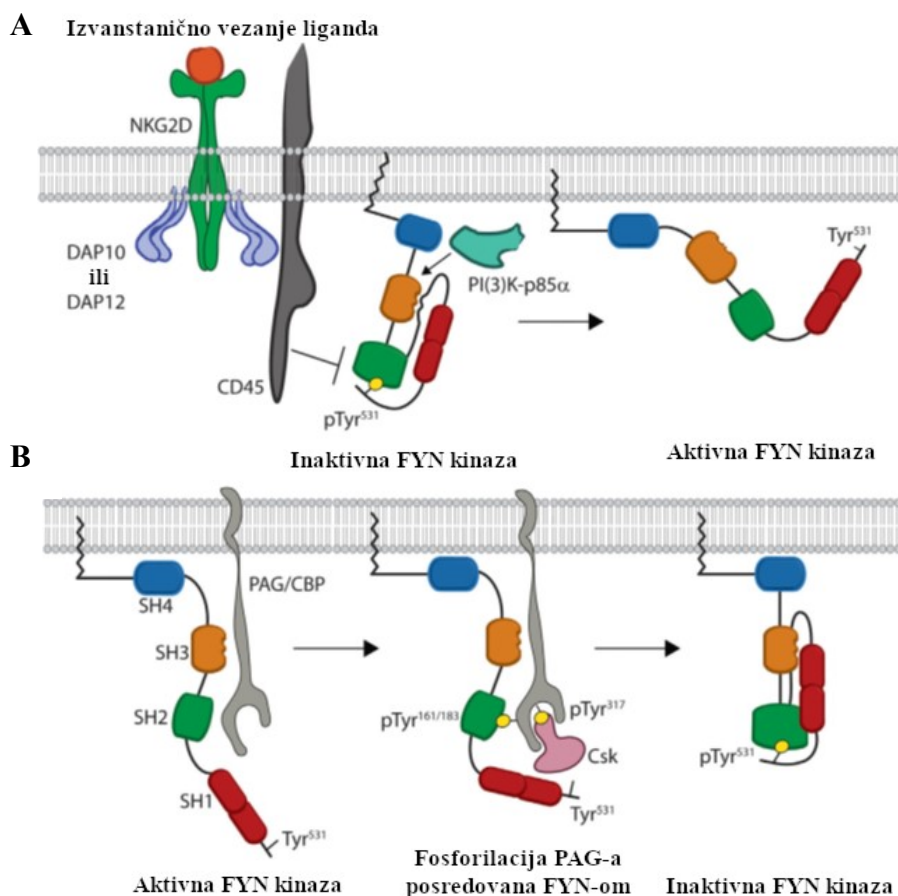 A
Izvanstanično vezanje liganda
NKG2D
DAP10
ili
DAP12
CD45
PI(3)K-p85α
pTyr531
Tyr531
Inaktivna FYN kinaza
Aktivna FYN kinaza
B
PAG/CBP
SH4
SH3
SH2
SH1
Tyr531
pTyr161/183
pTyr317
Csk
Tyr531
pTyr531
Aktivna FYN kinaza
Fosforilacija PAG-a
posredovana FYN-om
Inaktivna FYN kinaza